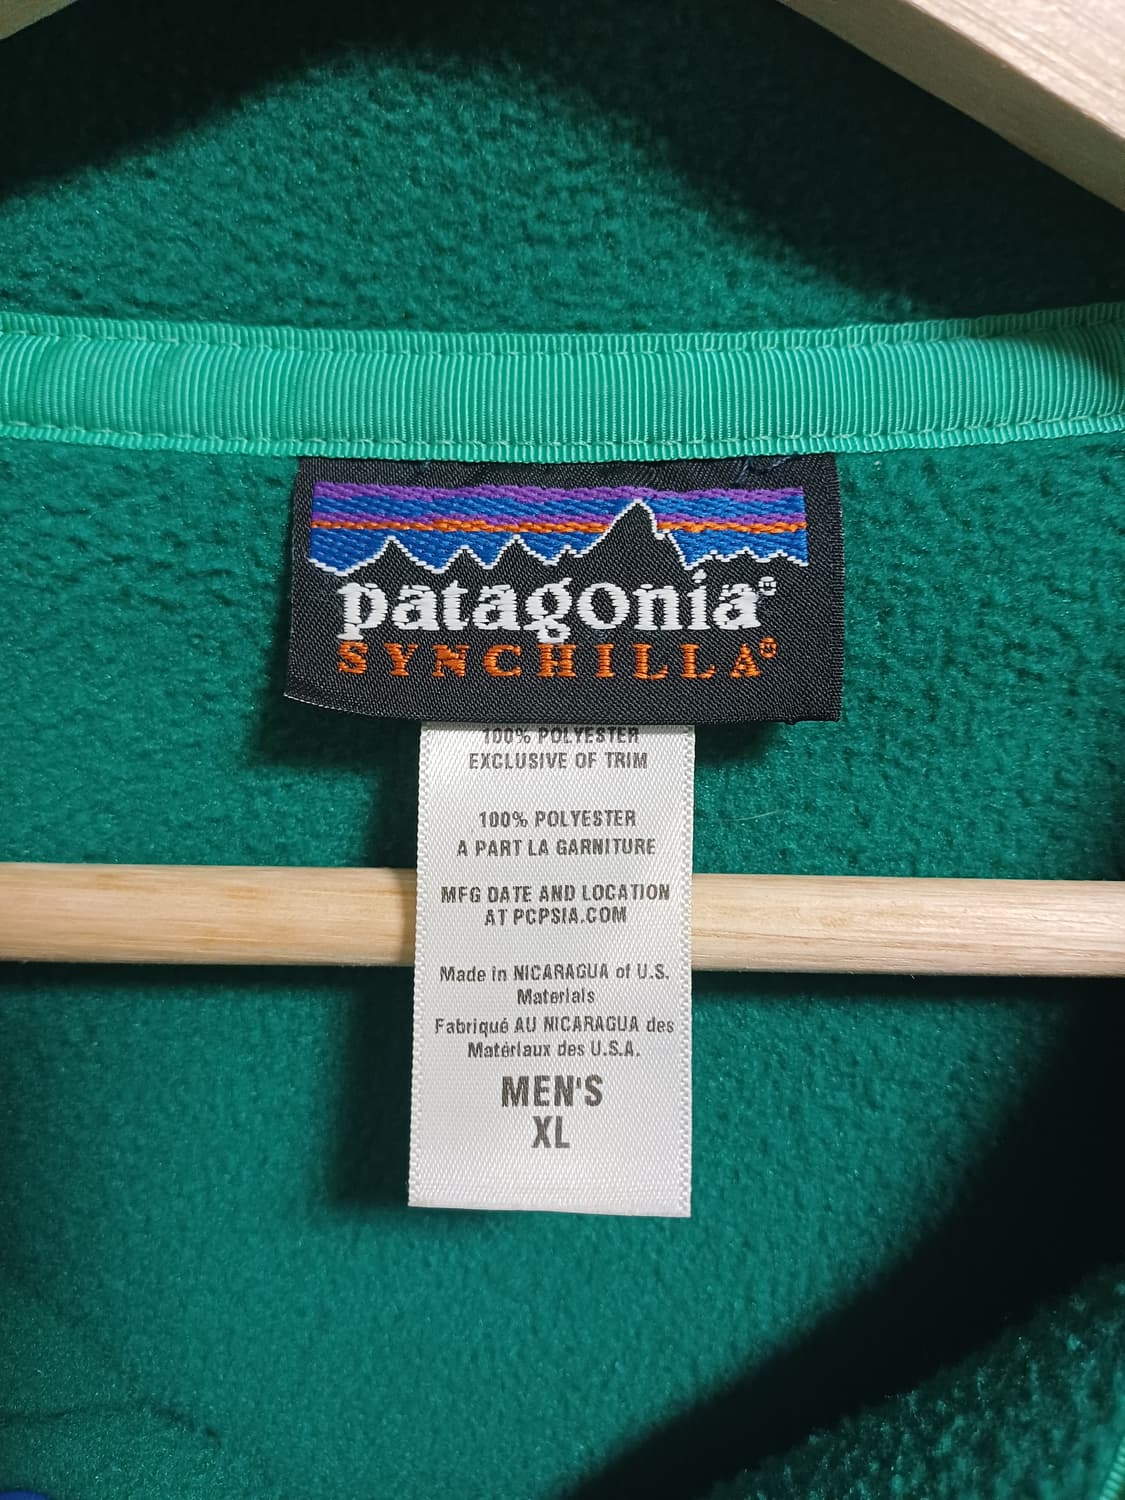 patagonia®
SYNCHILLA®
100% POLYESTER
EXCLUSIVE OF TRIM
100% POLYESTER
A PART LA GARNITURE
MFG DATE AND LOCATION
AT PCPSIA.COM
Made in NICARAGUA of U.S.
Materials
Fabriqué AU NICARAGUA des
Matériaux des U.S.A.
MEN'S
XL